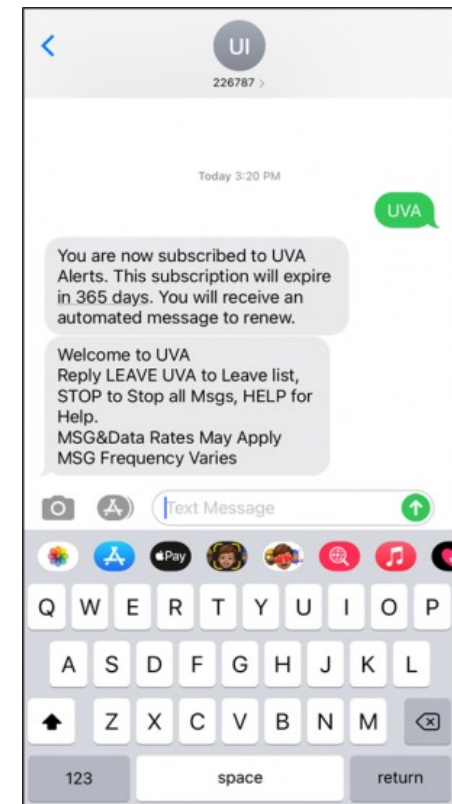 UI
226787 >
Today 3:20 PM
UVA
You are now subscribed to UVA
Alerts. This subscription will expire
in 365 days. You will receive an
automated message to renew.
Welcome to UVA
Reply LEAVE UVA to Leave list,
STOP to Stop all Msgs, HELP for
Help.
MSG&Data Rates May Apply
MSG Frequency Varies
Text Message
Pay
Q W E R T Y U I O P
A S D F G H J K L
Z X C V B N M
123 space return